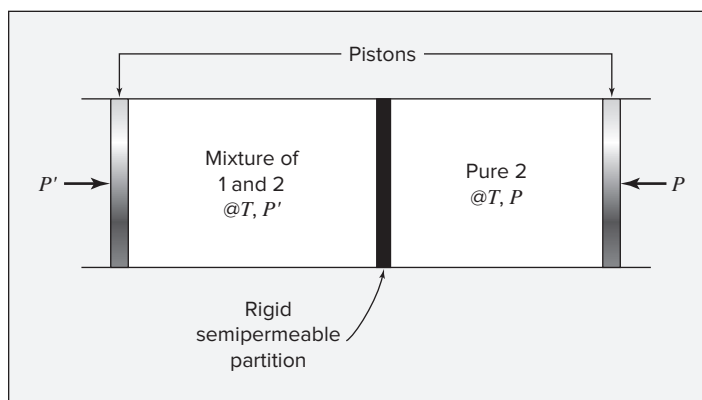 Pistons
P′
Mixture of
1 and 2
@T, P′
Pure 2
@T, P
P
Rigid
semipermeable
partition